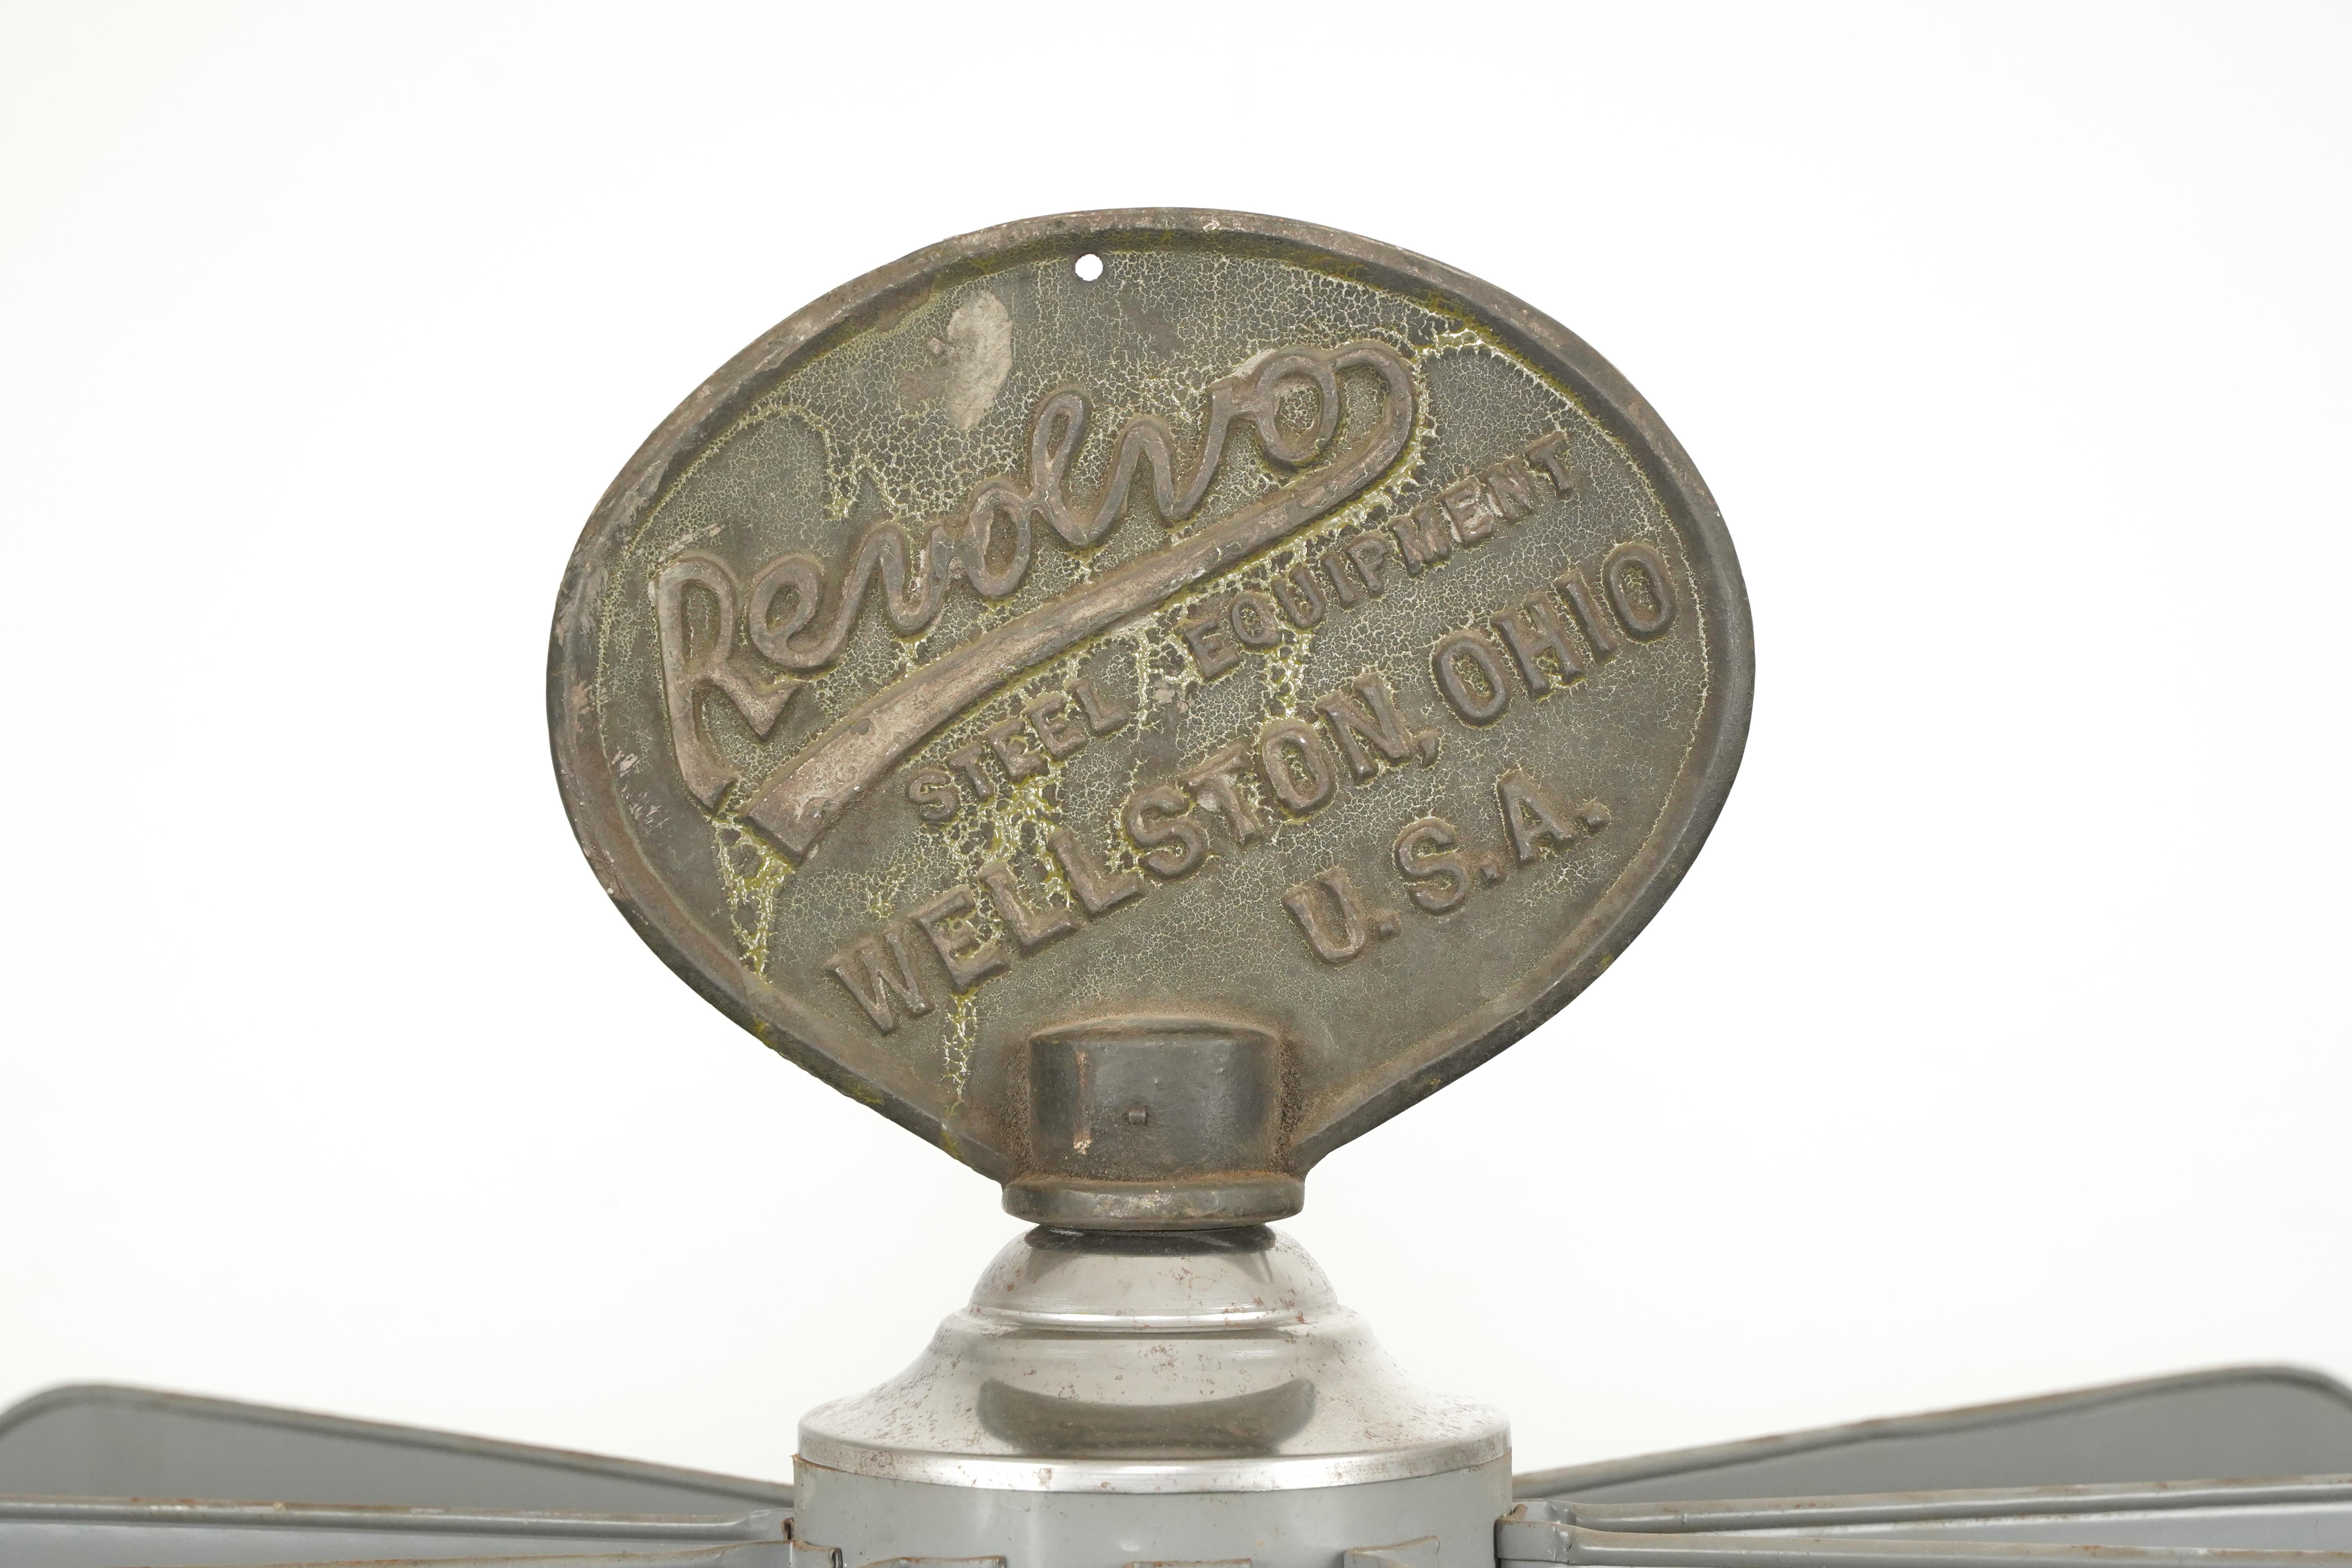 Revolvo
STEEL EQUIPMENT
WELLSTON, OHIO
U.S.A.